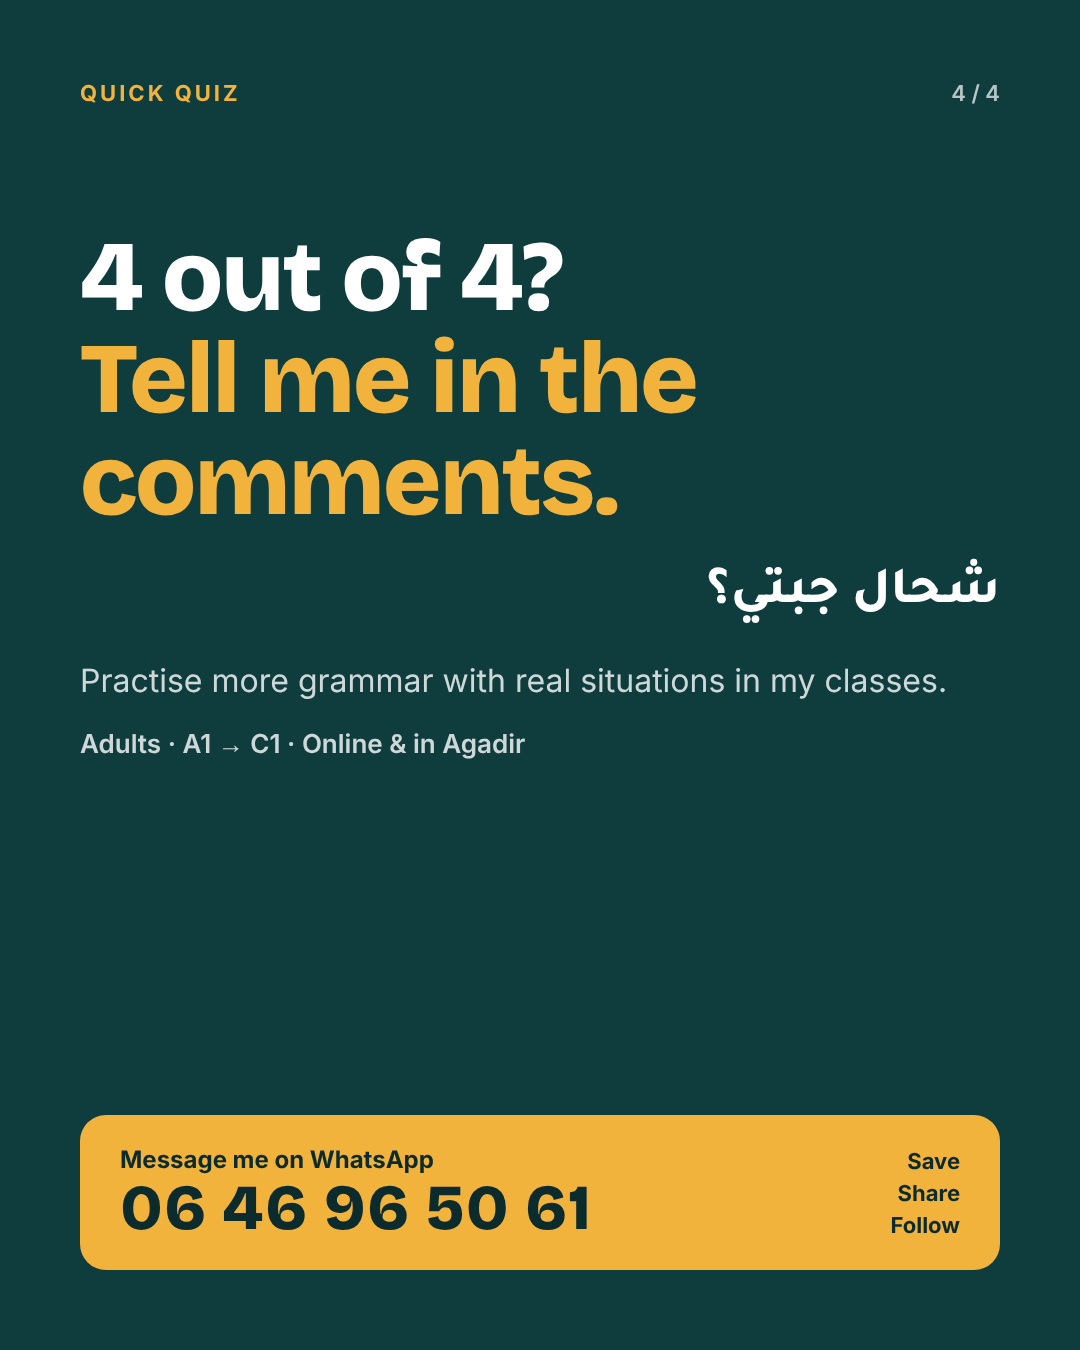 QUICK QUIZ
4 / 4
4 out of 4?
Tell me in the
comments.
شحال جبتي؟
Practise more grammar with real situations in my classes.
Adults · A1 → C1 · Online & in Agadir
Message me on WhatsApp
06 46 96 50 61
Save
Share
Follow